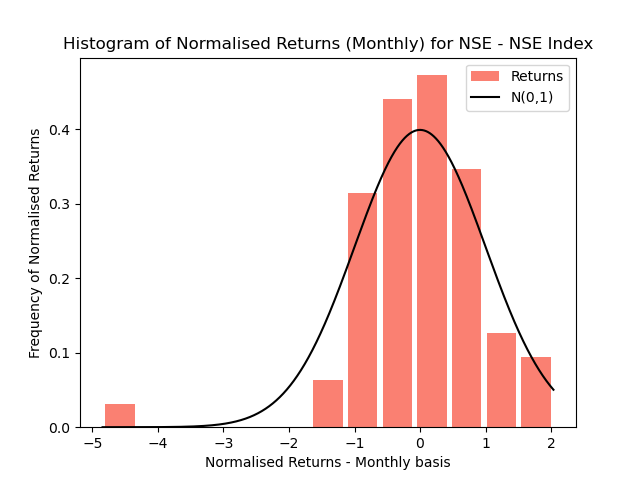 Histogram of Normalised Returns (Monthly) for NSE - NSE Index
Returns
N(0,1)
Frequency of Normalised Returns
0.4
0.3
0.2
0.1
0.0
−5 −4 −3 −2 −1 0 1 2
Normalised Returns - Monthly basis